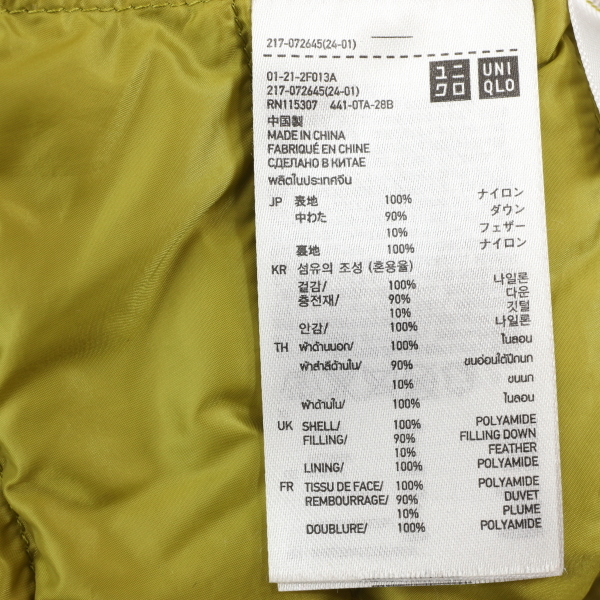 217-072645(24-01)
01-21-2F013A
217-072645(24-01)
RN115307 441-0TA-28B
ユニ
クロ
UNI
QLO
中国製
MADE IN CHINA
FABRIQUÉ EN CHINE
СДЕЛАНО В КИТАЕ
ผลิตในประเทศจีน
JP 表地 100% ナイロン
中わた 90% ダウン
10% フェザー
裏地 100% ナイロン
KR 섬유의 조성 (혼용율)
겉감/ 100% 나일론
충전재/ 90% 다운
10% 깃털
안감/ 100% 나일론
TH ผ้าด้านนอก/ 100% ไนลอน
ผ้าสำลีด้านใน/ 90% ขนอ่อนใต้ปีกนก
10% ขนนก
ผ้าด้านใน/ 100% ไนลอน
UK SHELL/ 100% POLYAMIDE
FILLING/ 90% FILLING DOWN
10% FEATHER
LINING/ 100% POLYAMIDE
FR TISSU DE FACE/ 100% POLYAMIDE
REMBOURRAGE/ 90% DUVET
10% PLUME
DOUBLURE/ 100% POLYAMIDE